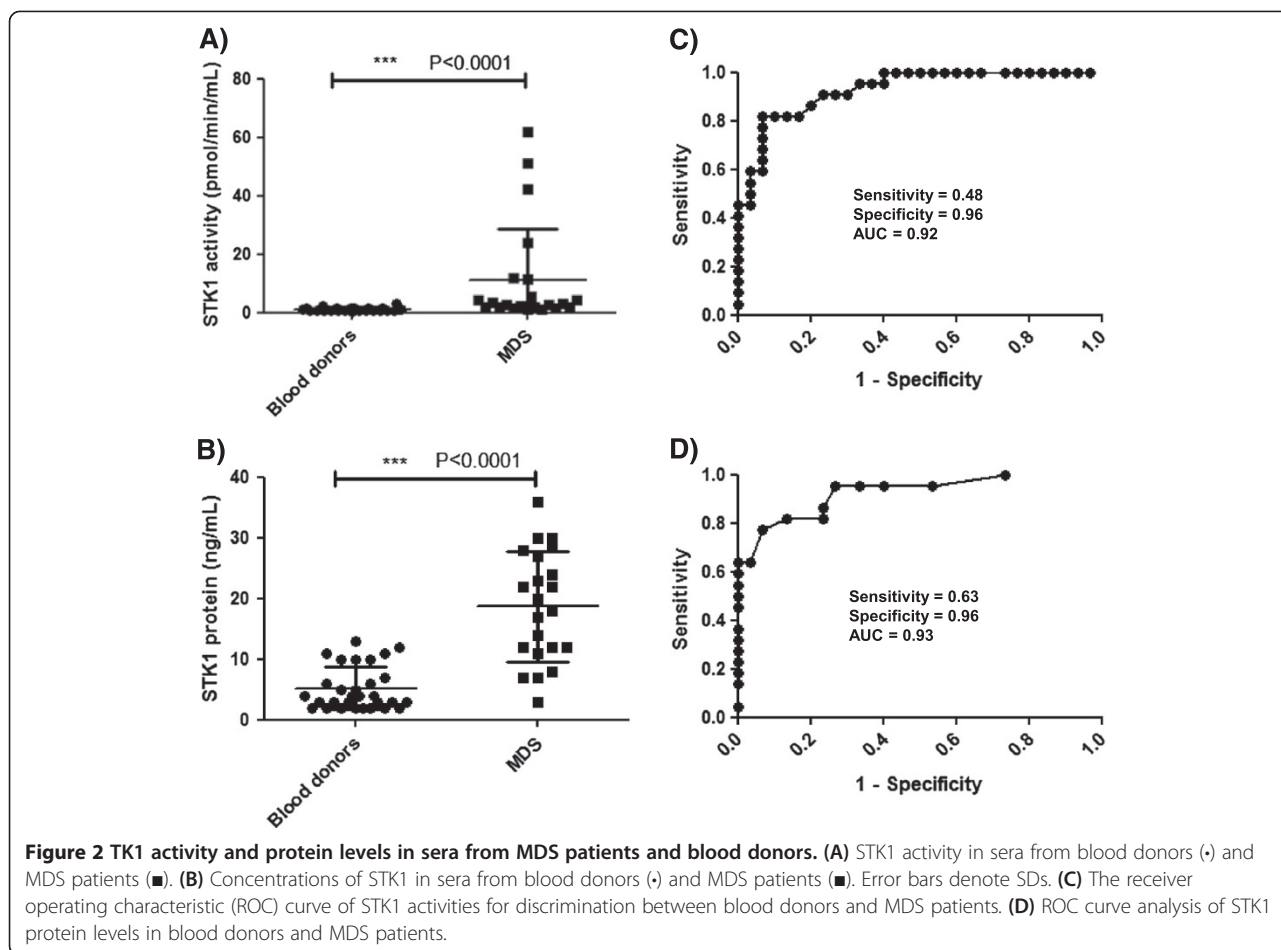 A)
*** P<0.0001
STK1 activity (pmol/min/mL)
80
60
40
20
0
Blood donors
MDS
C)
Sensitivity
1.0
0.8
0.6
0.4
0.2
0.0
Sensitivity = 0.48
Specificity = 0.96
AUC = 0.92
0.0
0.2
0.4
0.6
0.8
1.0
1 - Specificity
B)
*** P<0.0001
STK1 protein (ng/mL)
40
30
20
10
0
Blood donors
MDS
D)
Sensitivity
1.0
0.8
0.6
0.4
0.2
0.0
Sensitivity = 0.63
Specificity = 0.96
AUC = 0.93
0.0
0.2
0.4
0.6
0.8
1.0
1 - Specificity
Figure 2 TK1 activity and protein levels in sera from MDS patients and blood donors. (A) STK1 activity in sera from blood donors (•) and
MDS patients (■). (B) Concentrations of STK1 in sera from blood donors (•) and MDS patients (■). Error bars denote SDs. (C) The receiver
operating characteristic (ROC) curve of STK1 activities for discrimination between blood donors and MDS patients. (D) ROC curve analysis of STK1
protein levels in blood donors and MDS patients.